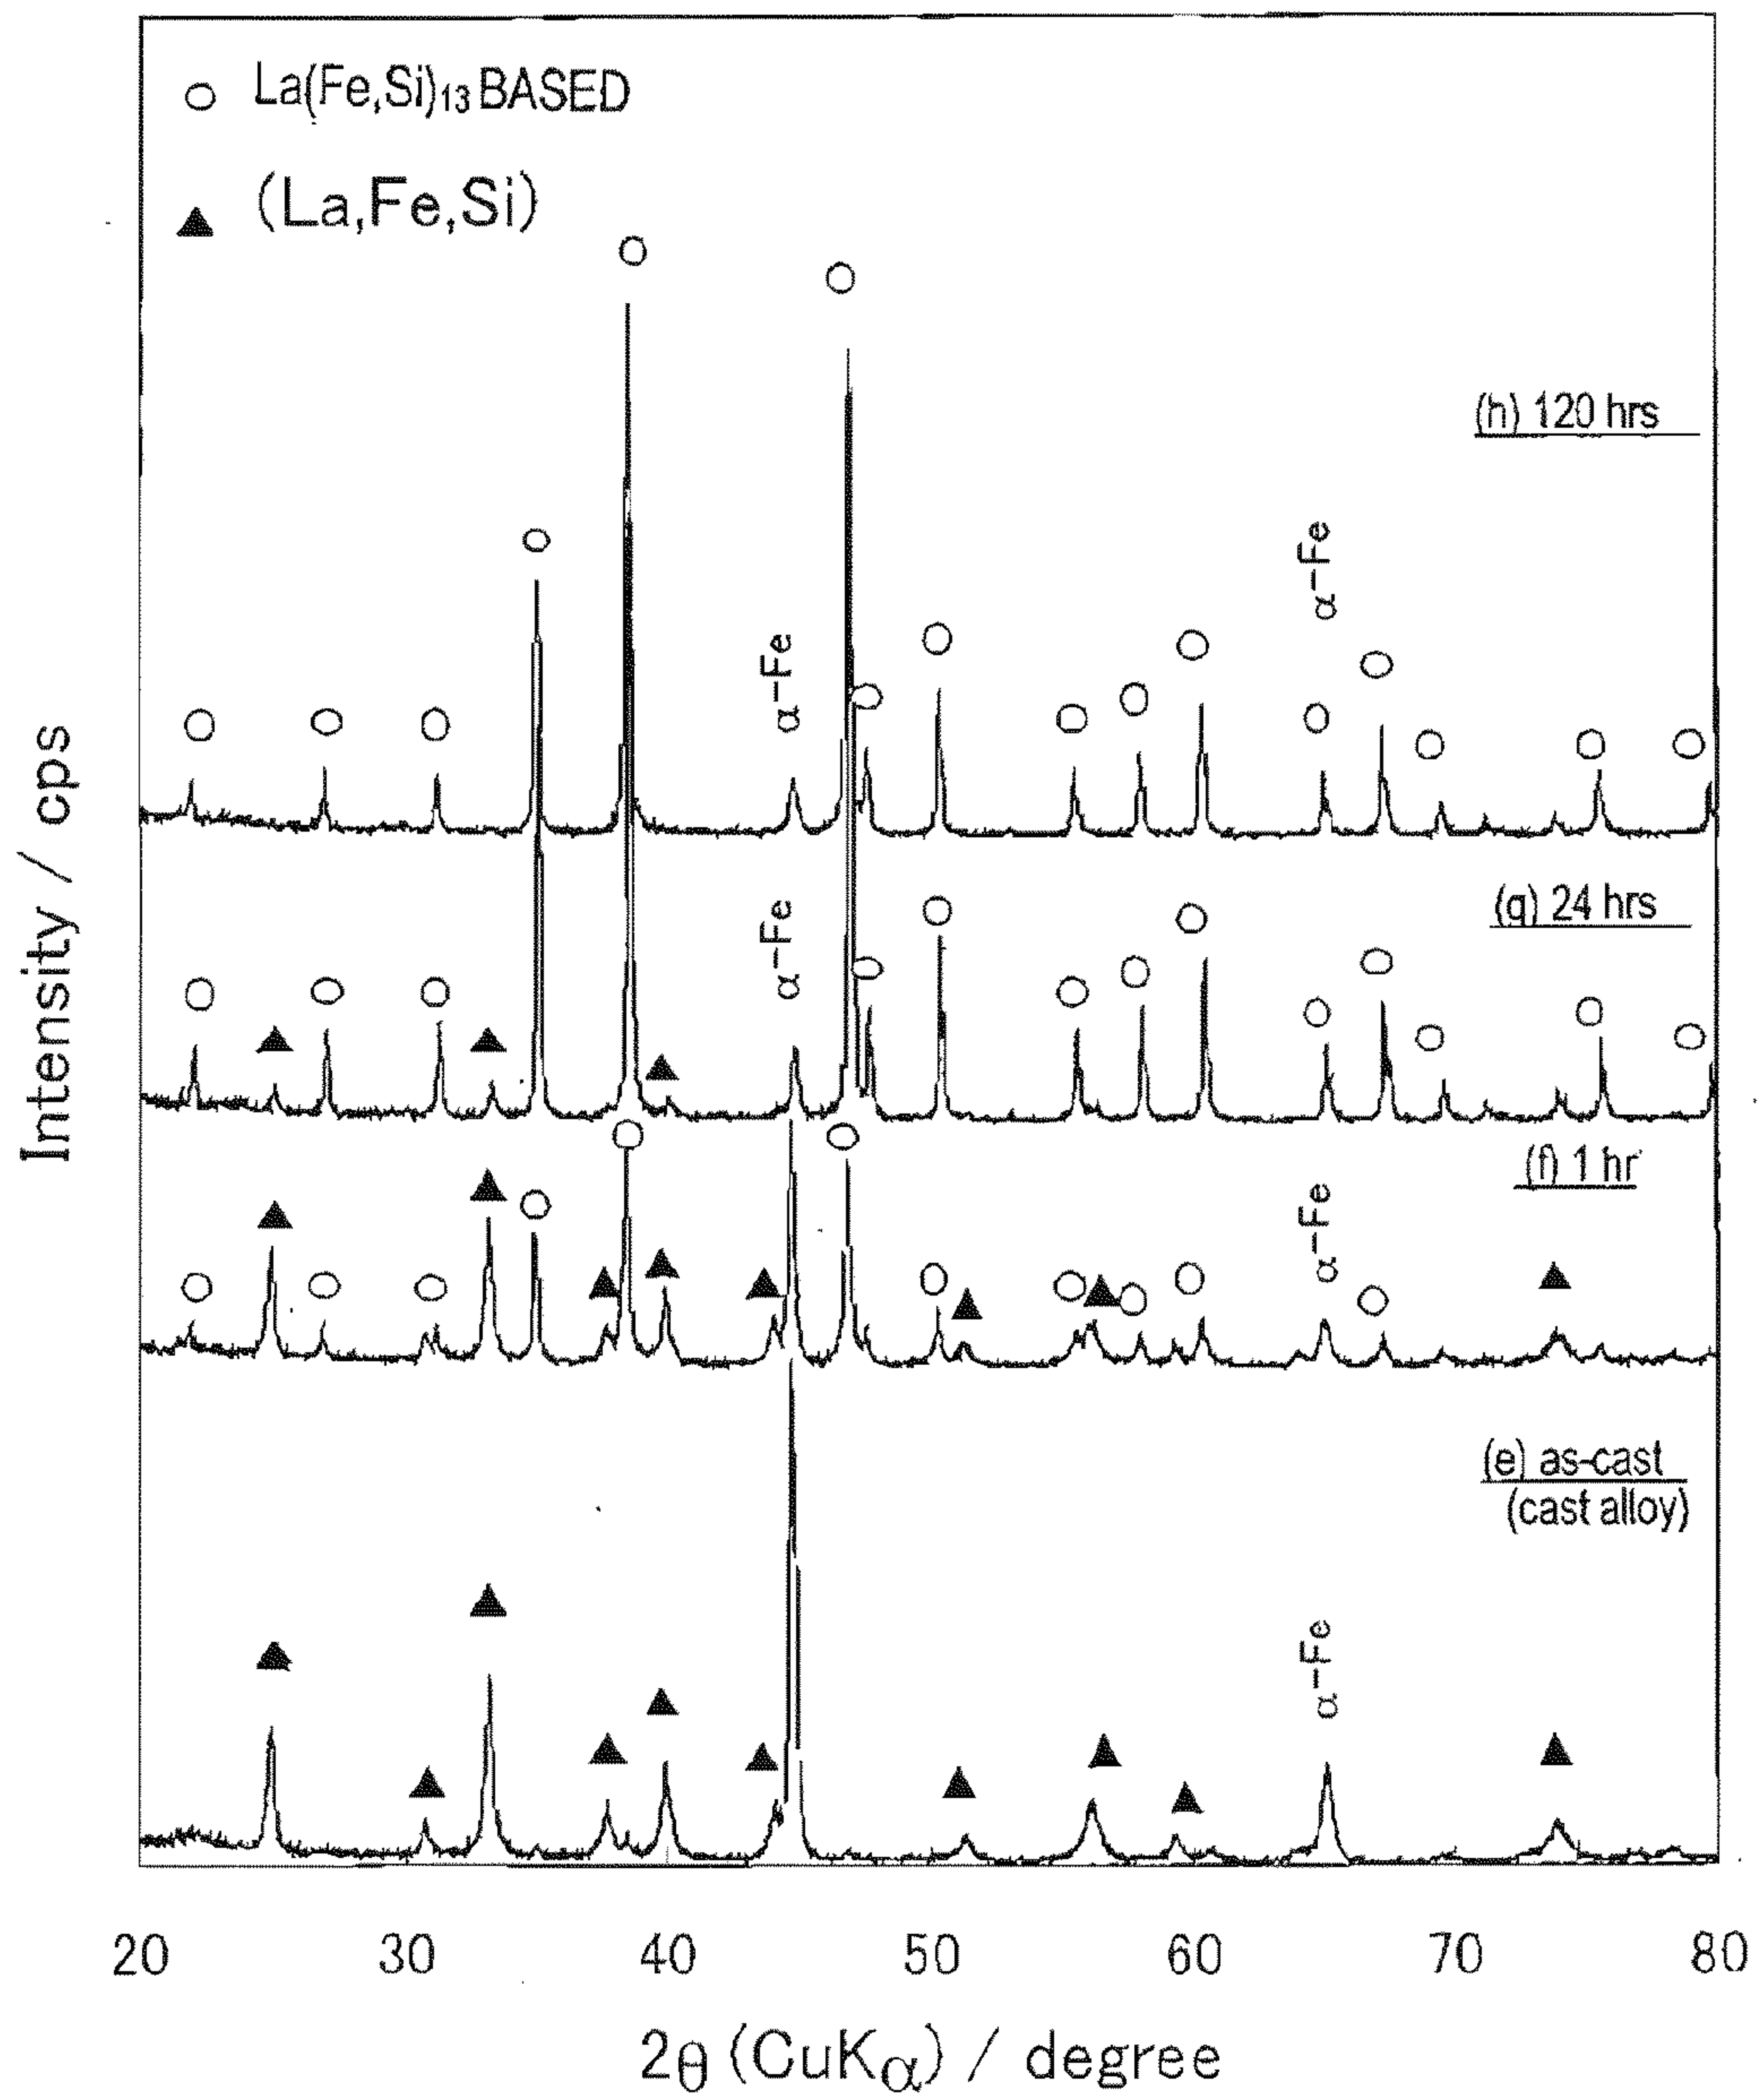 ○ La(Fe,Si)₁₃ BASED
▲ (La,Fe,Si)
(h) 120 hrs
α-Fe
α-Fe
(g) 24 hrs
α-Fe
(f) 1 hr
α-Fe
(e) as-cast
(cast alloy)
α-Fe
Intensity / cps
20 30 40 50 60 70 80
2θ (CuKα) / degree